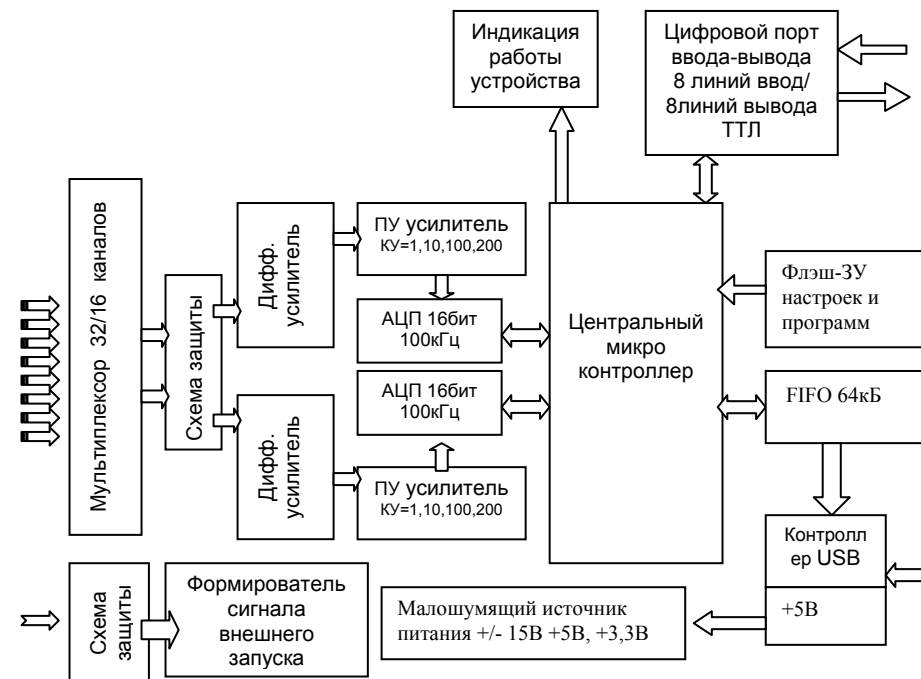 Индикация
работы
устройства
Цифровой порт
ввода-вывода
8 линий ввод/
8линий вывода
ТТЛ
Мультиплексор 32/16 каналов
Схема защиты
Дифф.
усилитель
ПУ усилитель
КУ=1,10,100,200
АЦП 16бит
100кГц
АЦП 16бит
100кГц
Дифф.
усилитель
ПУ усилитель
КУ=1,10,100,200
Центральный
микро
контроллер
Флэш-ЗУ
настроек и
программ
FIFO 64кБ
Контролл
ер USB
+5В
Схема
защиты
Формирователь
сигнала
внешнего
запуска
Малошумящий источник
питания +/- 15В +5В, +3,3В